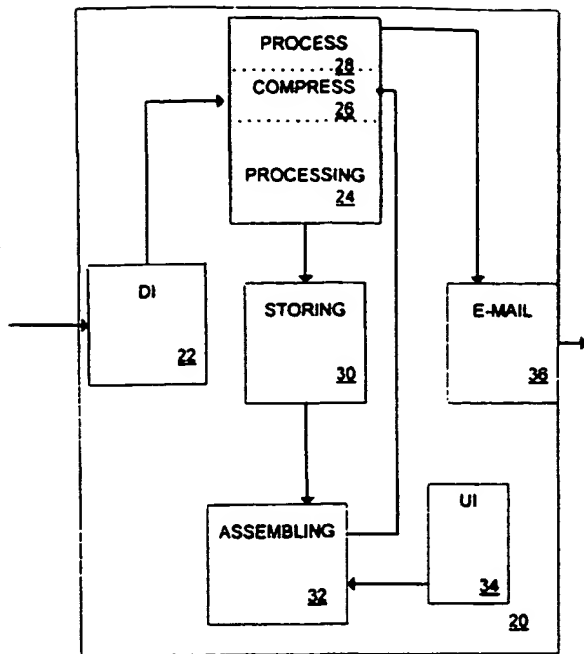 PROCESS
28
COMPRESS
26
PROCESSING
24
DI
22
STORING
30
E-MAIL
36
ASSEMBLING
32
UI
34
20